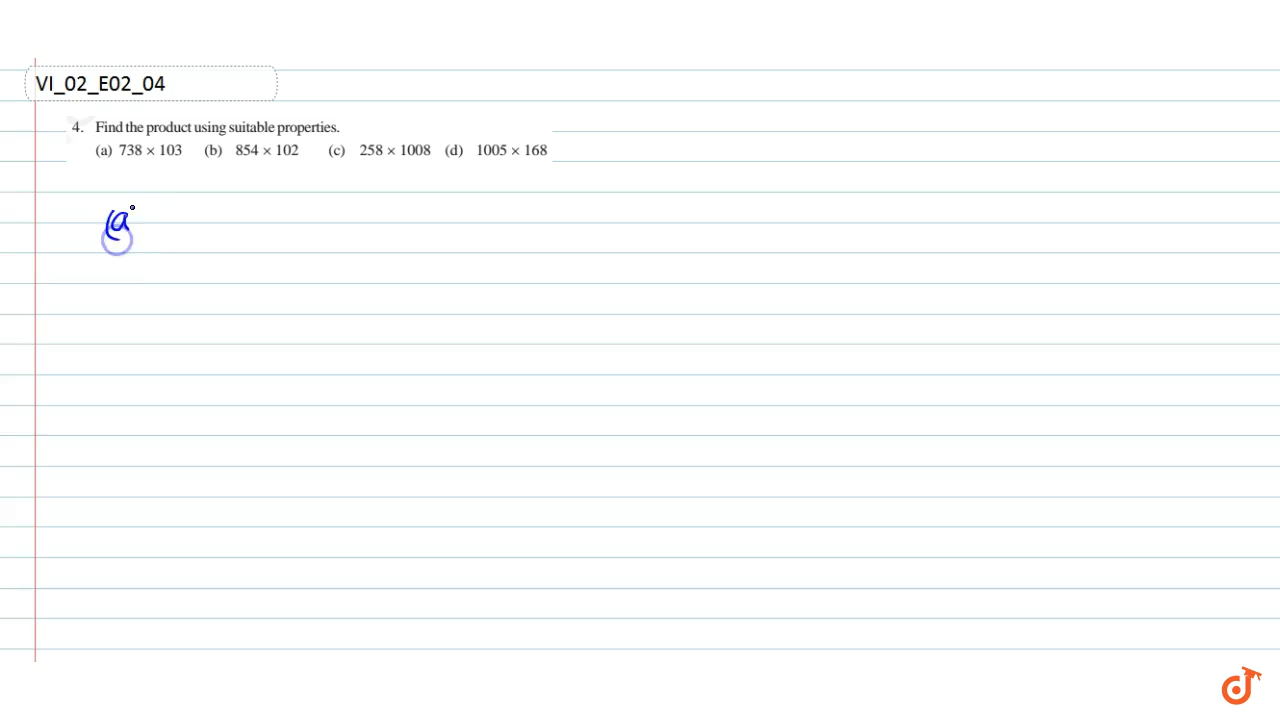 VI_02_E02_04
4. Find the product using suitable properties.
(a) 738 × 103 (b) 854 × 102 (c) 258 × 1008 (d) 1005 × 168
(a